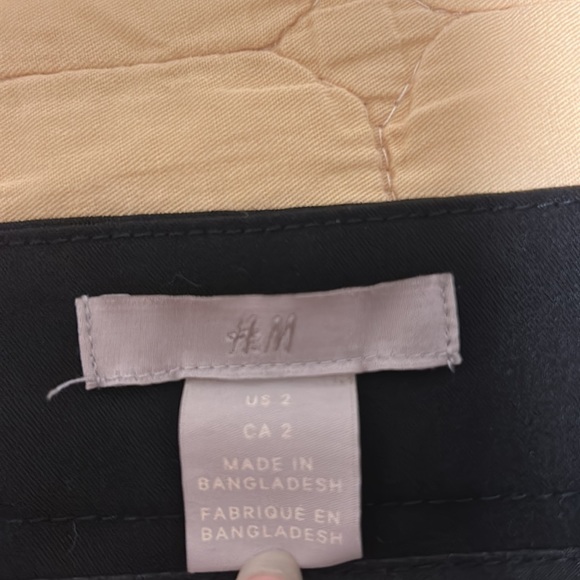 H&M
US 2
CA 2
MADE IN
BANGLADESH
FABRIQUÉ EN
BANGLADESH